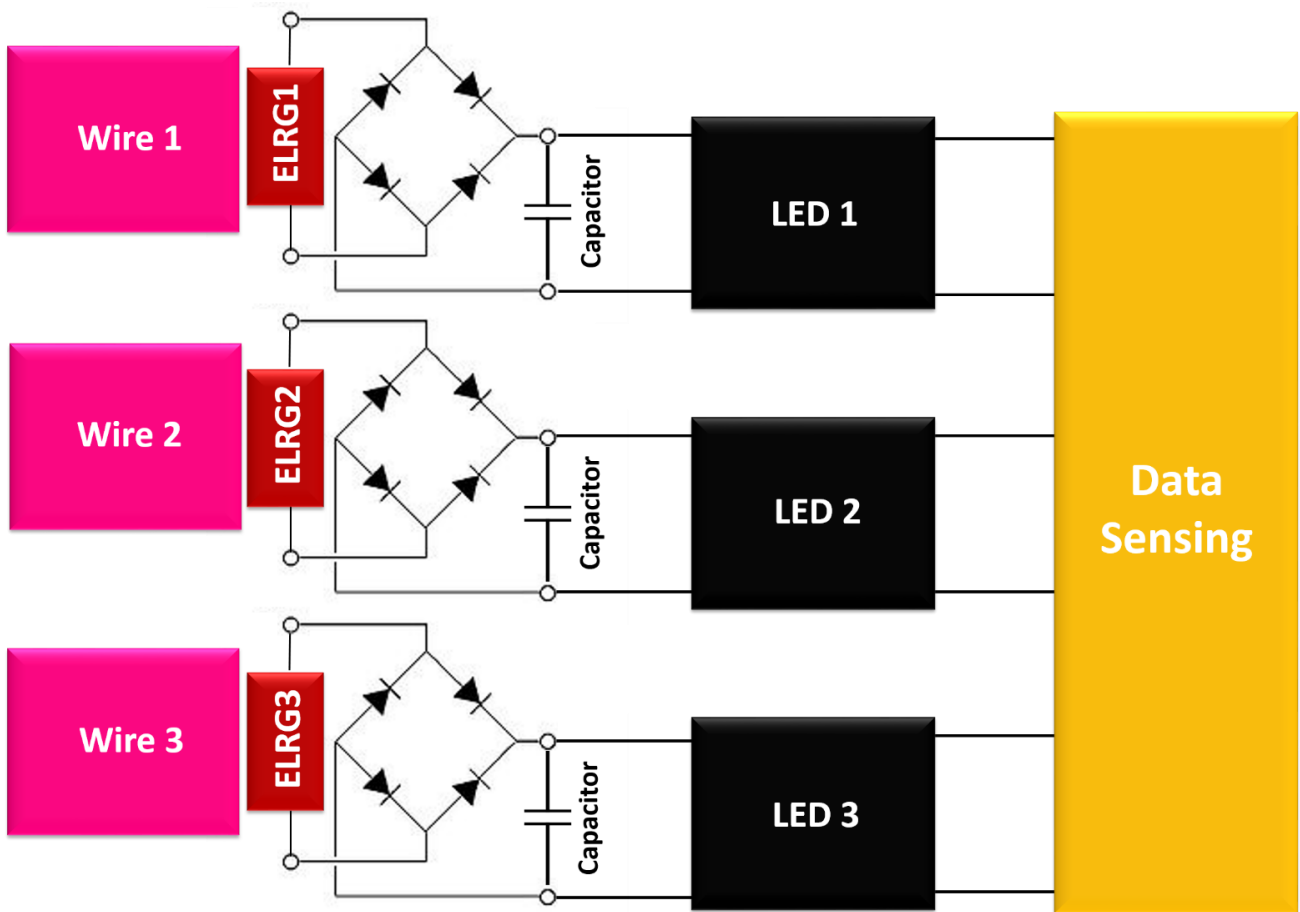 Wire 1
ELRG1
Capacitor
LED 1
Wire 2
ELRG2
Capacitor
LED 2
Data
Sensing
Wire 3
ELRG3
Capacitor
LED 3